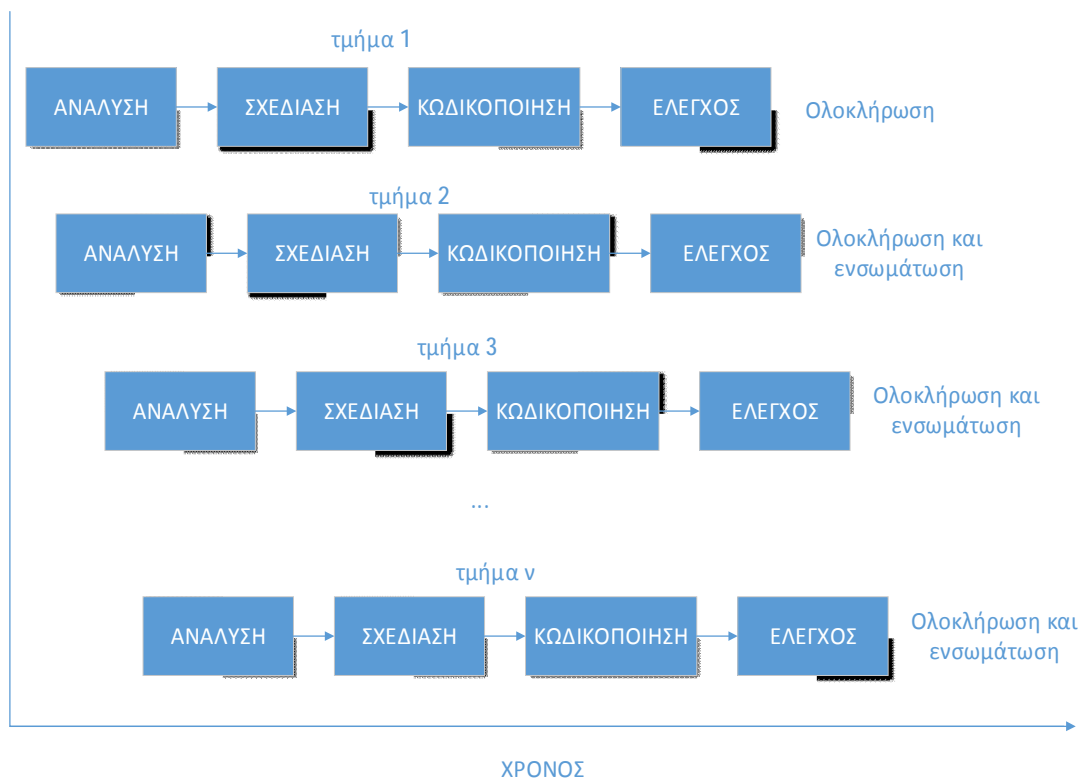 τμήμα 1
ΑΝΑΛΥΣΗ ΣΧΕΔΙΑΣΗ ΚΩΔΙΚΟΠΟΙΗΣΗ ΕΛΕΓΧΟΣ Ολοκλήρωση
τμήμα 2
ΑΝΑΛΥΣΗ ΣΧΕΔΙΑΣΗ ΚΩΔΙΚΟΠΟΙΗΣΗ ΕΛΕΓΧΟΣ Ολοκλήρωση και
ενσωμάτωση
τμήμα 3
ΑΝΑΛΥΣΗ ΣΧΕΔΙΑΣΗ ΚΩΔΙΚΟΠΟΙΗΣΗ ΕΛΕΓΧΟΣ Ολοκλήρωση και
ενσωμάτωση
...
τμήμα ν
ΑΝΑΛΥΣΗ ΣΧΕΔΙΑΣΗ ΚΩΔΙΚΟΠΟΙΗΣΗ ΕΛΕΓΧΟΣ Ολοκλήρωση και
ενσωμάτωση
ΧΡΟΝΟΣ